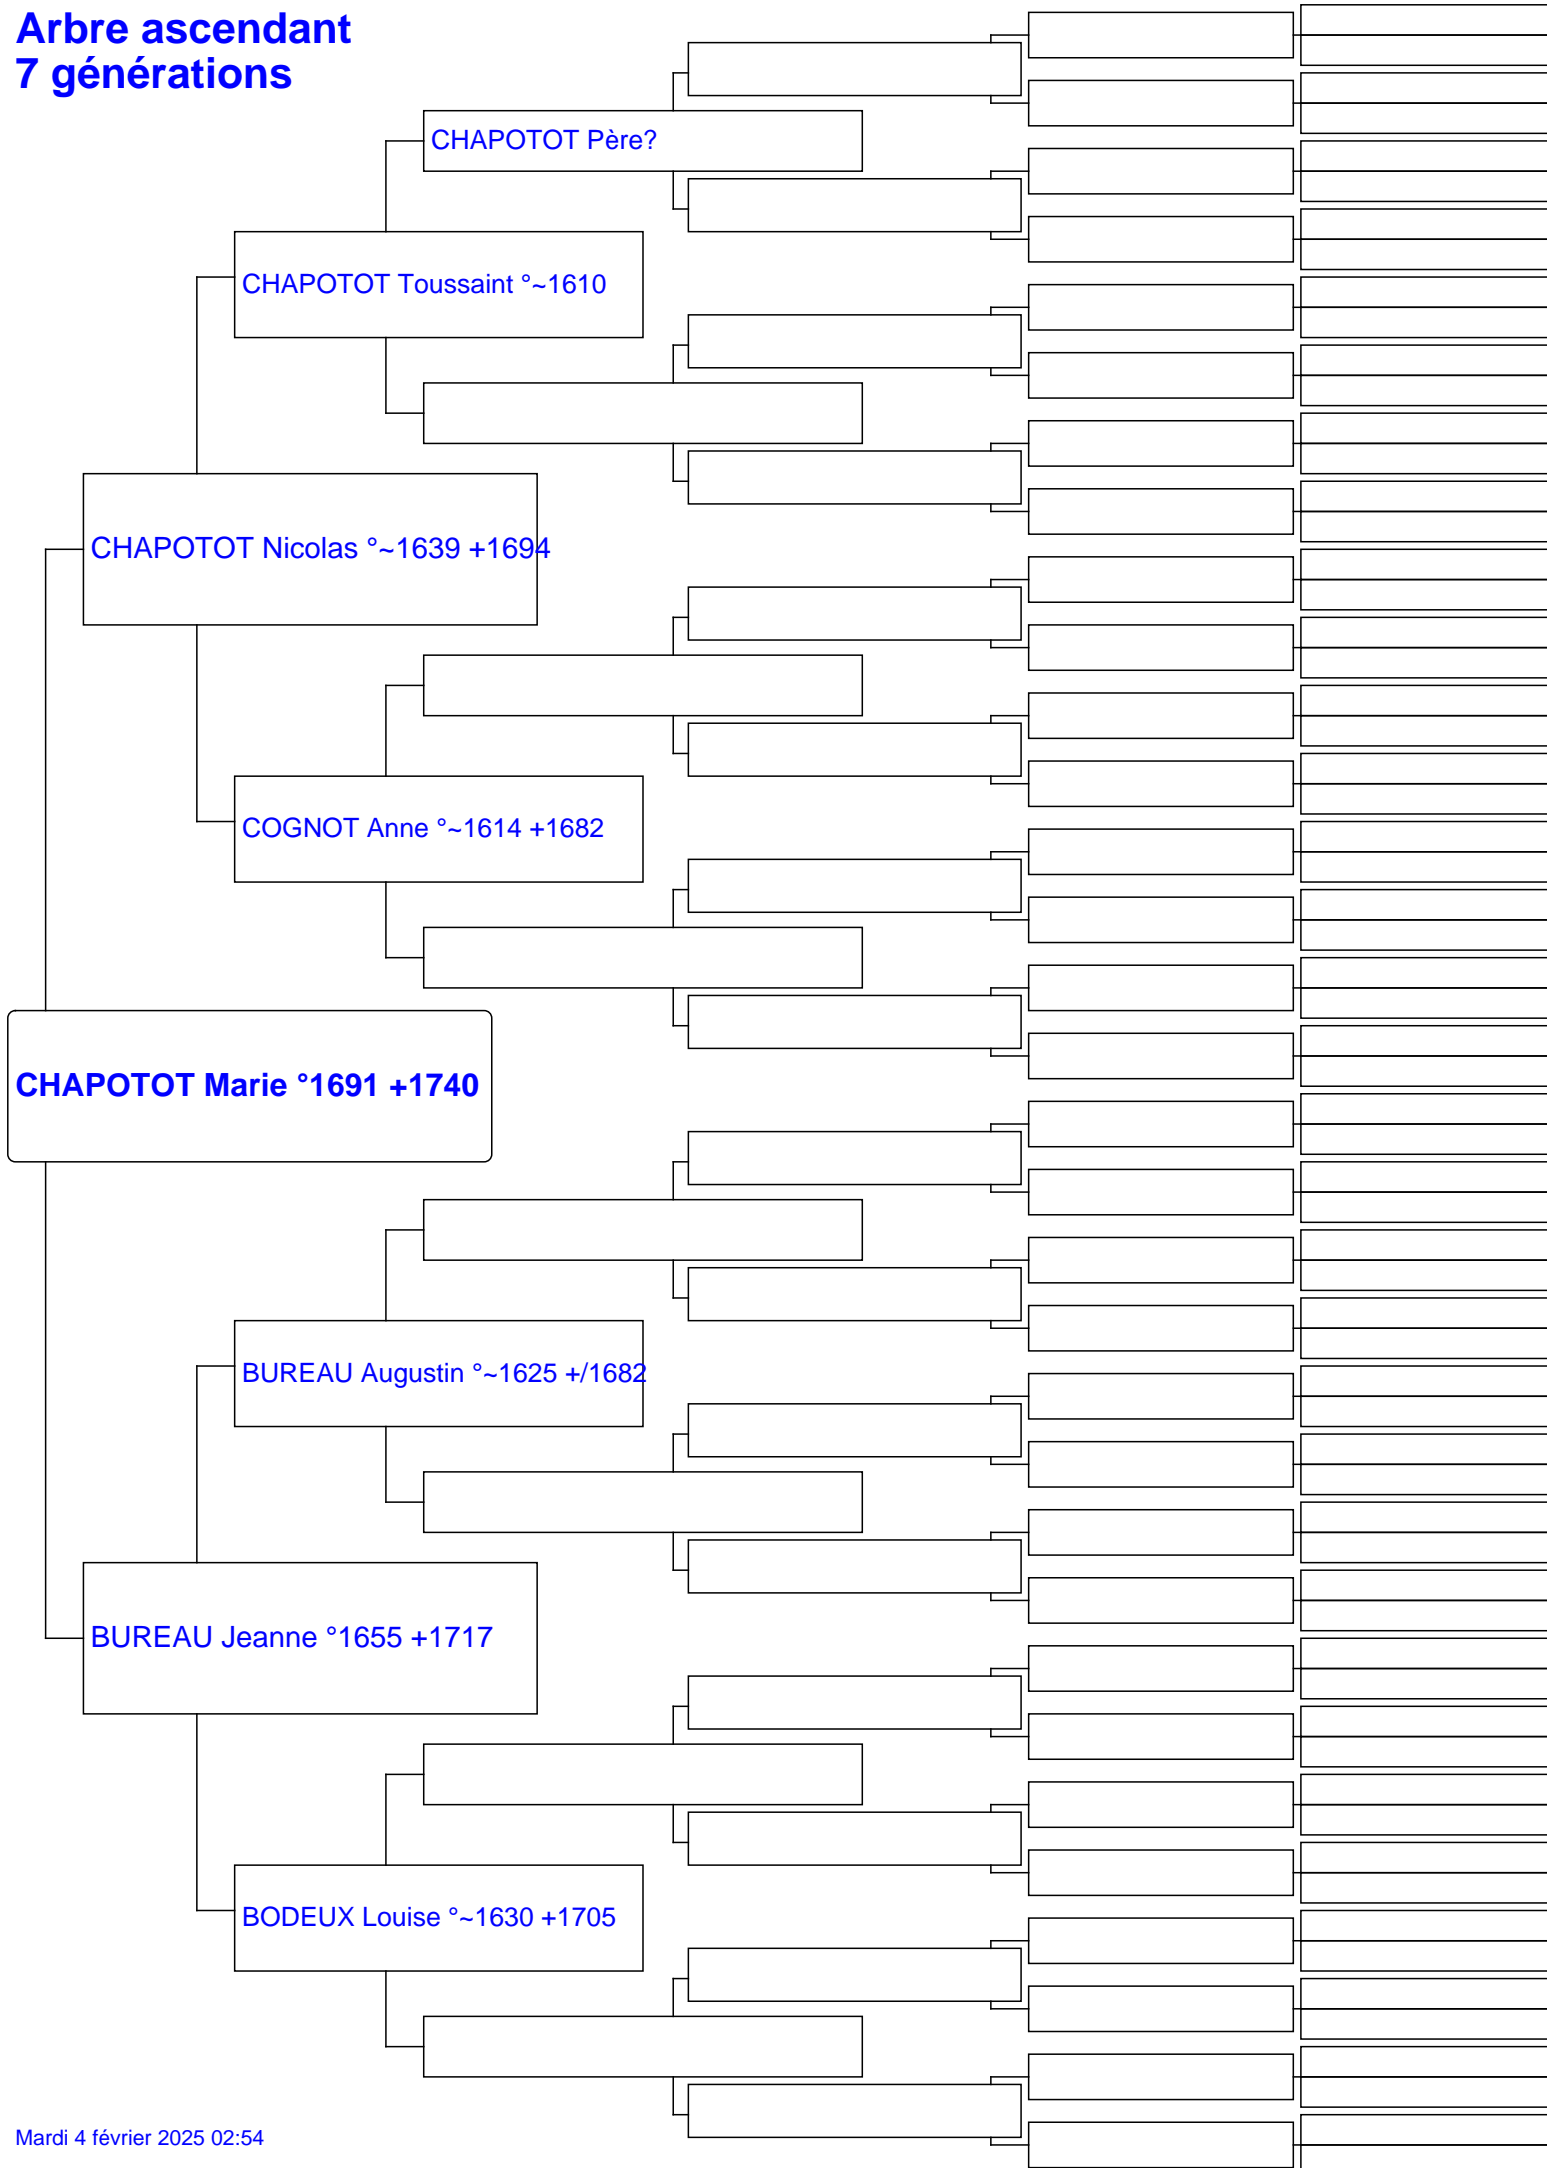 Arbre ascendant
7 générations
CHAPOTOT Père?
CHAPOTOT Toussaint °~1610
CHAPOTOT Nicolas °~1639 +1694
COGNOT Anne °~1614 +1682
CHAPOTOT Marie °1691 +1740
BUREAU Augustin °~1625 +/1682
BUREAU Jeanne °1655 +1717
BODEUX Louise °~1630 +1705
Mardi 4 février 2025 02:54